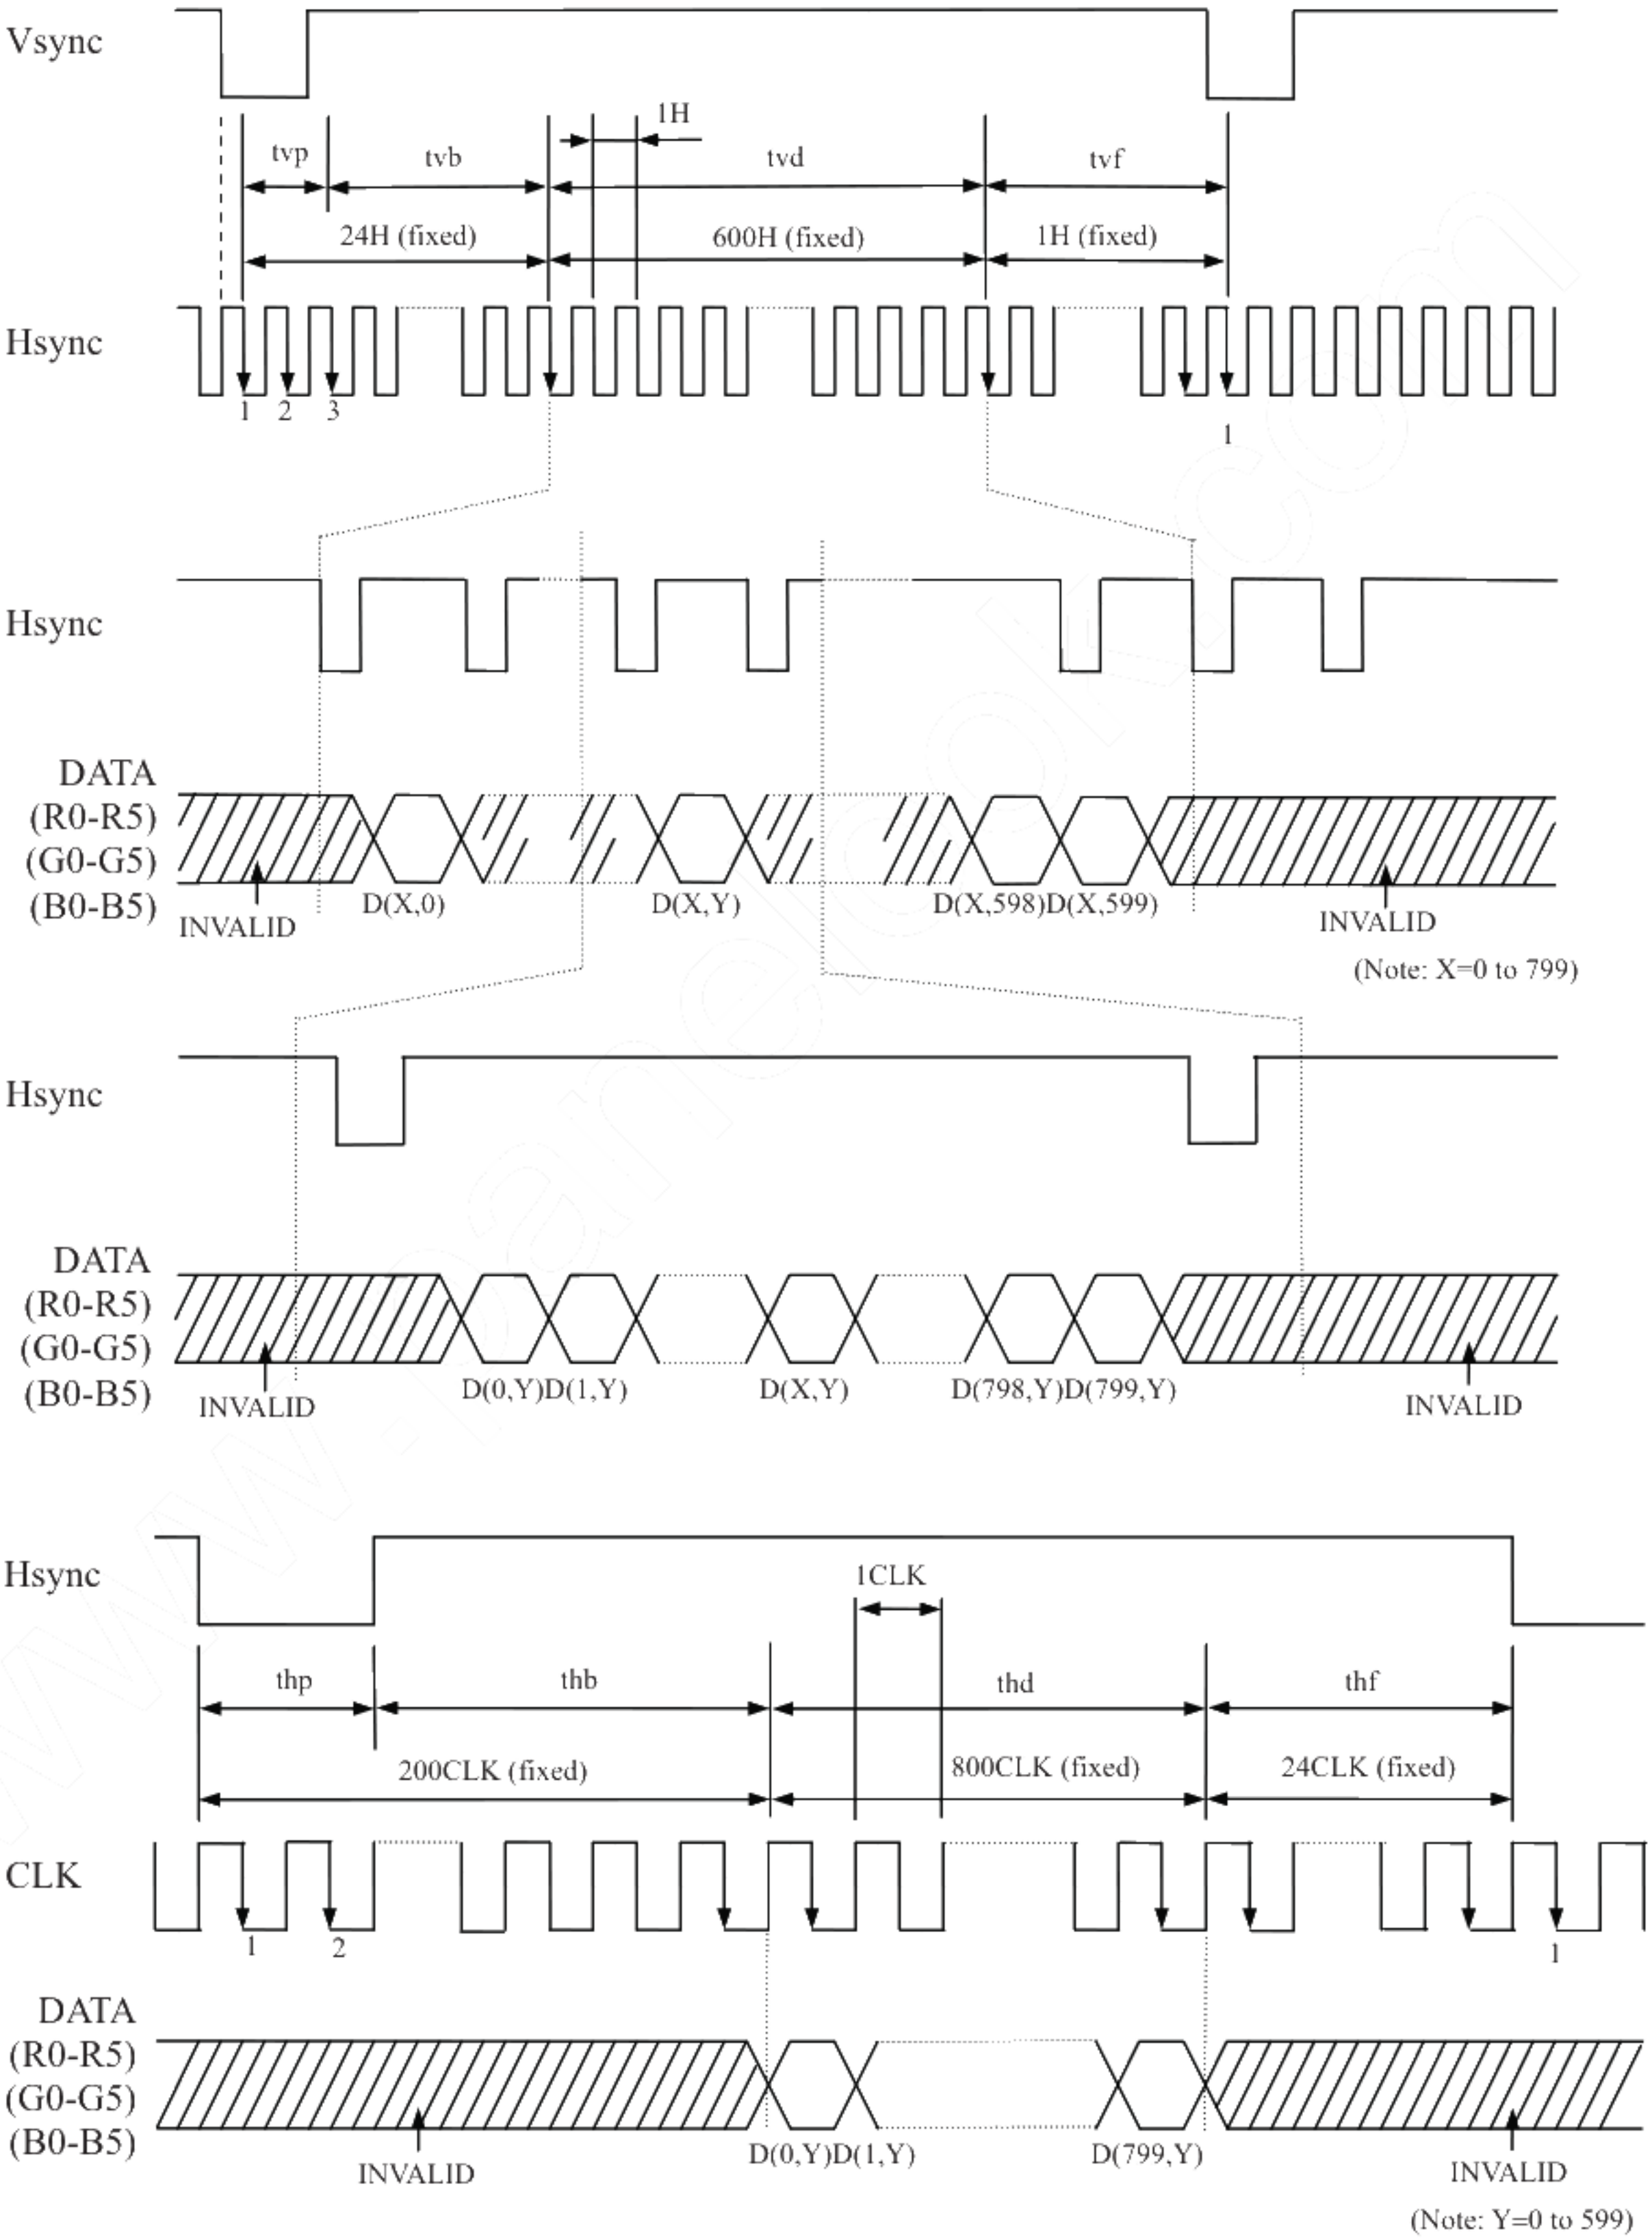 Vsync
1H
tvp
tvb
tvd
tvf
24H (fixed)
600H (fixed)
1H (fixed)
Hsync
1
2
3
1
Hsync
DATA
(R0-R5)
(G0-G5)
(B0-B5)
INVALID
D(X,0)
D(X,Y)
D(X,598)D(X,599)
INVALID
(Note: X=0 to 799)
Hsync
DATA
(R0-R5)
(G0-G5)
(B0-B5)
INVALID
D(0,Y)D(1,Y)
D(X,Y)
D(798,Y)D(799,Y)
INVALID
Hsync
1CLK
thp
thb
thd
thf
200CLK (fixed)
800CLK (fixed)
24CLK (fixed)
CLK
1
2
1
DATA
(R0-R5)
(G0-G5)
(B0-B5)
INVALID
D(0,Y)D(1,Y)
D(799,Y)
INVALID
(Note: Y=0 to 599)
www.panelook.com